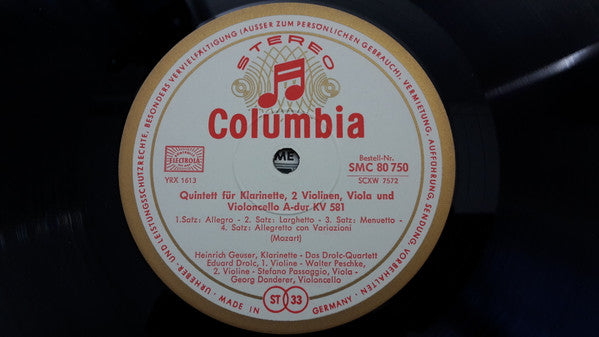 URHEBER- UND LEISTUNGSSCHUTZRECHTE, BESONDERS VERVIELFÄLTIGUNG (AUSSER ZUM PERSÖNLICHEN GEBRAUCH), VERMIETUNG, AUFFÜHRUNG, SENDUNG, VORBEHALTEN.
STEREO
Columbia
ELECTROLA
YRX 1613
ME
Bestell-Nr.
SMC 80 750
SCXW 7572
Quintett für Klarinette, 2 Violinen, Viola und
Violoncello A-dur KV 581
1.Satz: Allegro - 2. Satz: Larghetto - 3. Satz: Menuetto -
4. Satz: Allegretto con Variazioni
(Mozart)
Heinrich Geuser, Klarinette - Das Drolc-Quartett
Eduard Drolc, 1. Violine - Walter Peschke,
2. Violine - Stefano Passaggio, Viola -
Georg Donderer, Violoncello
ST 33
MADE IN GERMANY